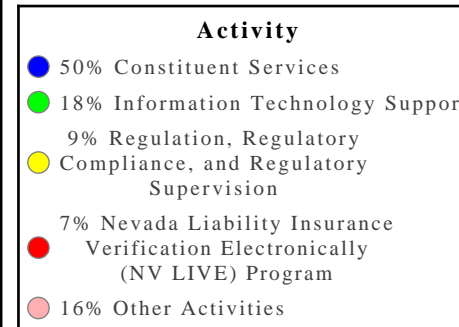 Activity
50% Constituent Services
18% Information Technology Suppor
9% Regulation, Regulatory
Compliance, and Regulatory
Supervision
7% Nevada Liability Insurance
Verification Electronically
(NV LIVE) Program
16% Other Activities